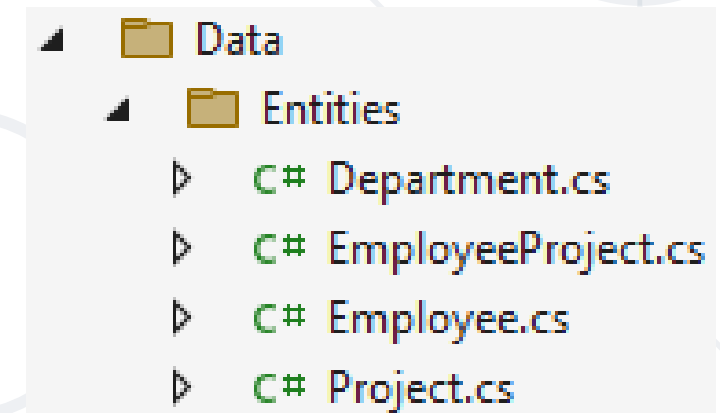 Data
Entities
C# Department.cs
C# EmployeeProject.cs
C# Employee.cs
C# Project.cs